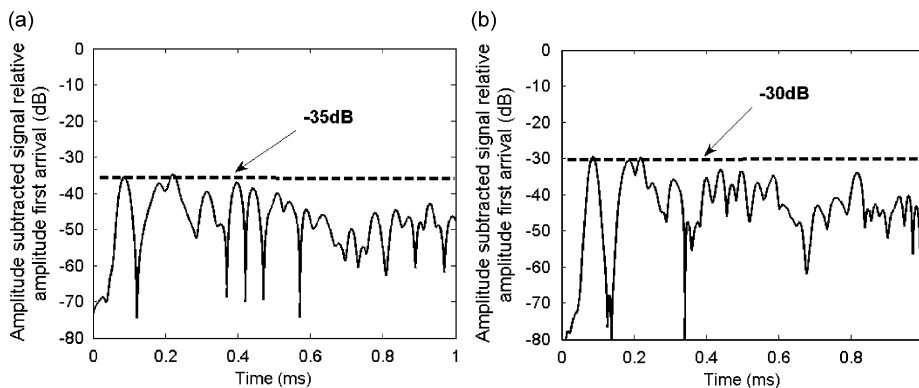 (a)
Amplitude subtracted signal relative
amplitude first arrival (dB)
0
-10
-20
-30
-40
-50
-60
-70
-80
-35dB
0
0.2
0.4
0.6
0.8
1
Time (ms)
(b)
Amplitude subtracted signal relative
amplitude first arrival (dB)
0
-10
-20
-30
-40
-50
-60
-70
-80
-30dB
0
0.2
0.4
0.6
0.8
Time (ms)